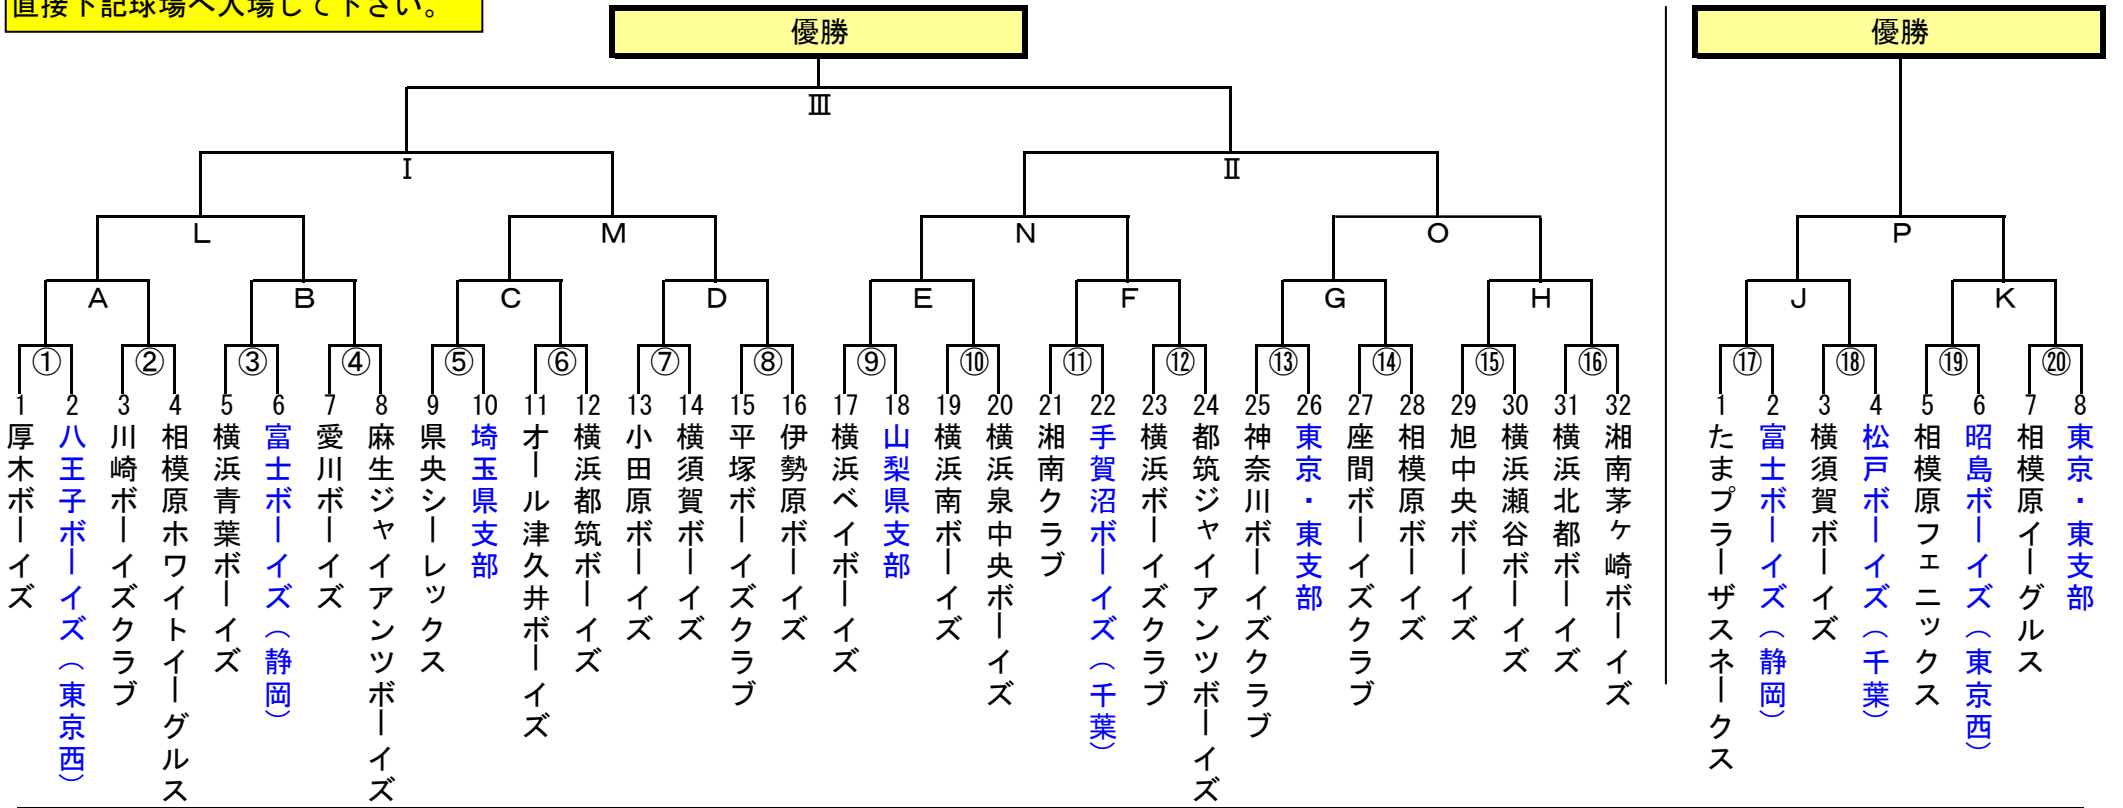 直接下記球場へ入場して下さい。
優勝
優勝
Ⅲ
Ⅰ
Ⅱ
L
M
N
O
P
A
B
C
D
E
F
G
H
J
K
①
②
③
④
⑤
⑥
⑦
⑧
⑨
⑩
⑪
⑫
⑬
⑭
⑮
⑯
⑰
⑱
⑲
⑳
1 厚木ボーイズ
2 八王子ボーイズ（東京西）
3 川崎ボーイズクラブ
4 相模原ホワイトイーグルス
5 横浜青葉ボーイズ
6 富士ボーイズ（静岡）
7 愛川ボーイズ
8 麻生ジャイアンツボーイズ
9 県央シーレックス
10 埼玉県支部
11 オール津久井ボーイズ
12 横浜都筑ボーイズ
13 小田原ボーイズ
14 横須賀ボーイズ
15 平塚ボーイズクラブ
16 伊勢原ボーイズ
17 横浜ベイボーイズ
18 山梨県支部
19 横浜南ボーイズ
20 横浜泉中央ボーイズ
21 湘南クラブ
22 手賀沼ボーイズ（千葉）
23 横浜ボーイズクラブ
24 都筑ジャイアンツボーイズ
25 神奈川ボーイズクラブ
26 東京・東支部
27 座間ボーイズクラブ
28 相模原ボーイズ
29 旭中央ボーイズ
30 横浜瀬谷ボーイズ
31 横浜北都ボーイズ
32 湘南茅ヶ崎ボーイズ
1 たまプラーザスネークス
2 富士ボーイズ（静岡）
3 横須賀ボーイズ
4 松戸ボーイズ（千葉）
5 相模原フェニックス
6 昭島ボーイズ（東京西）
7 相模原イーグルス
8 東京・東支部